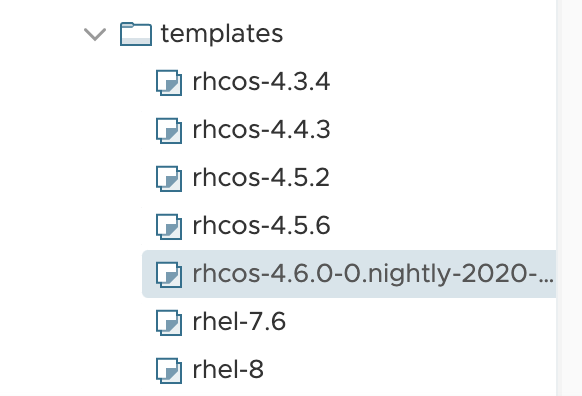 templates
rhcos-4.3.4
rhcos-4.4.3
rhcos-4.5.2
rhcos-4.5.6
rhcos-4.6.0-0.nightly-2020-...
rhel-7.6
rhel-8